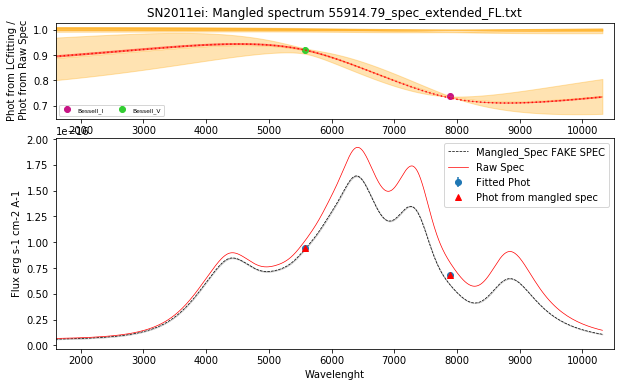 SN2011ei: Mangled spectrum 55914.79_spec_extended_FL.txt
Phot from LCfitting /
Phot from Raw Spec
1.0
0.9
0.8
0.7
Bessell_I
Bessell_V
2000 3000 4000 5000 6000 7000 8000 9000 10000
1e−16
Flux erg s-1 cm-2 A-1
2.00
1.75
1.50
1.25
1.00
0.75
0.50
0.25
0.00
Mangled_Spec FAKE SPEC
Raw Spec
Fitted Phot
Phot from mangled spec
2000 3000 4000 5000 6000 7000 8000 9000 10000
Wavelenght